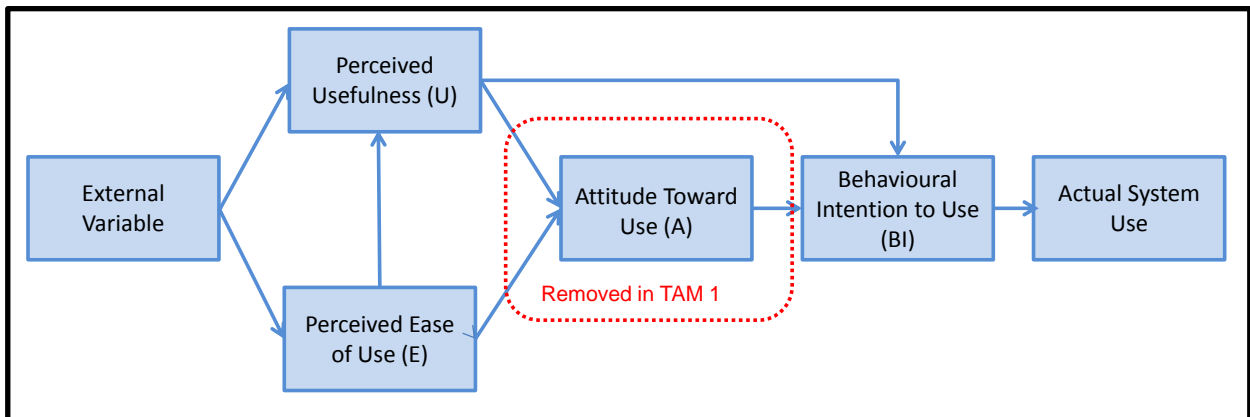 Perceived
Usefulness (U)
External
Variable
Attitude Toward
Use (A)
Behavioural
Intention to Use
(BI)
Actual System
Use
Removed in TAM 1
Perceived Ease
of Use (E)